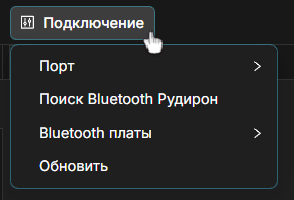 Подключение
Порт
Поиск Bluetooth Рудирон
Bluetooth платы
Обновить